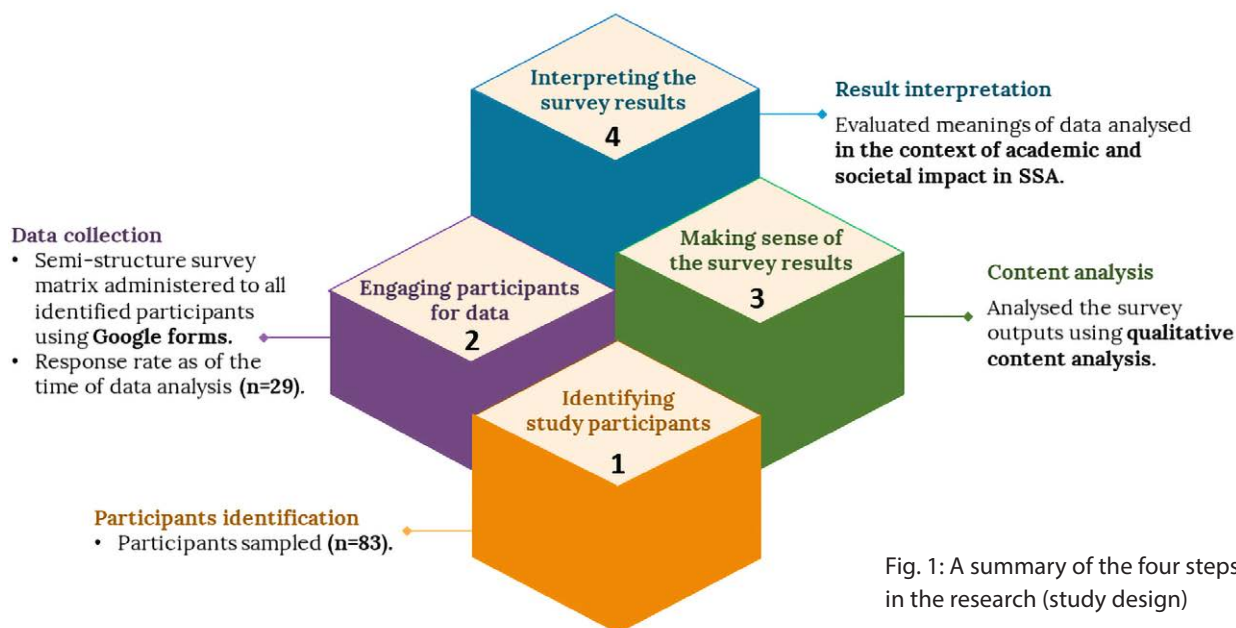 Interpreting the
survey results
4
Result interpretation
Evaluated meanings of data analysed
in the context of academic and
societal impact in SSA.
Data collection
• Semi-structure survey
matrix administered to all
identified participants
using Google forms.
• Response rate as of the
time of data analysis (n=29).
Engaging participants
for data
2
Making sense of
the survey results
3
Content analysis
Analysed the survey
outputs using qualitative
content analysis.
Identifying
study participants
1
Participants identification
• Participants sampled (n=83).
Fig. 1: A summary of the four steps
in the research (study design)